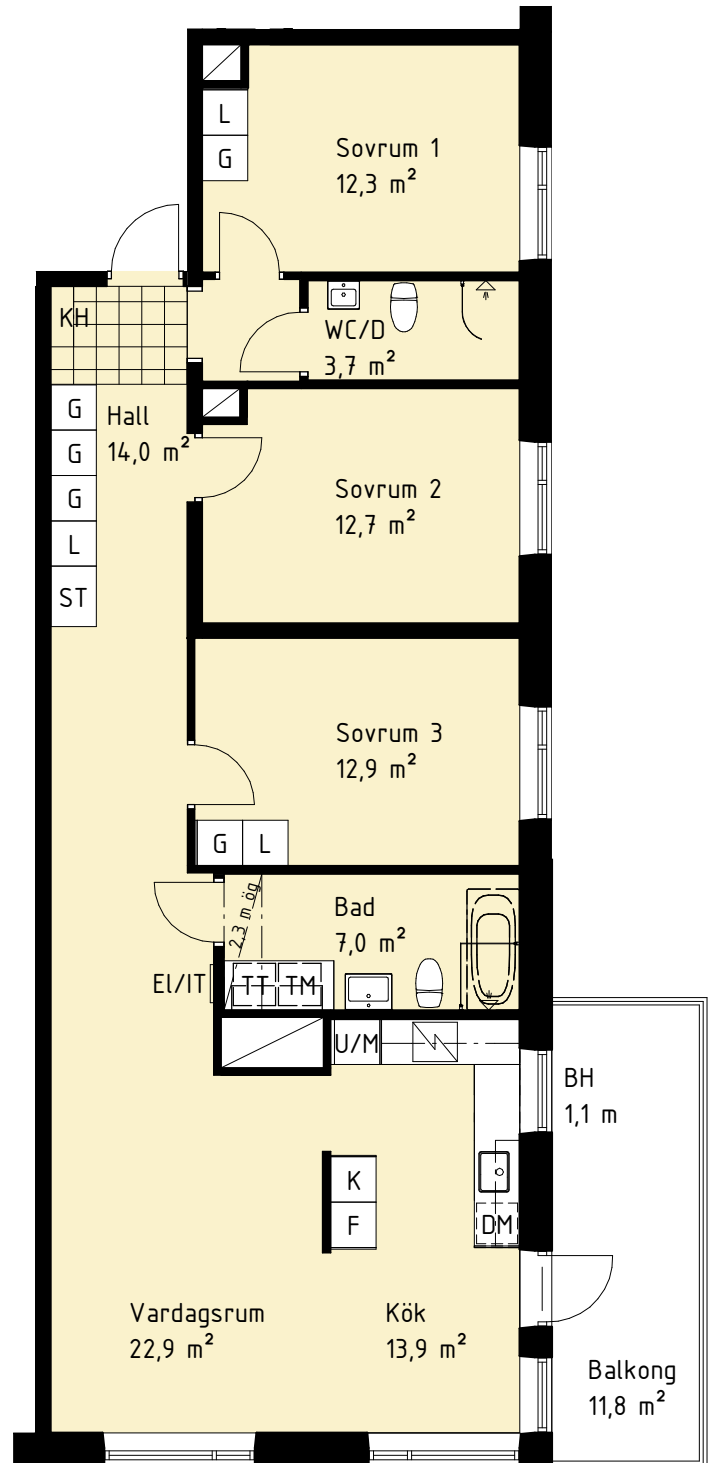 L
G
Sovrum 1
12,3 m²
KH
WC/D
3,7 m²
G
Hall
14,0 m²
G
G
L
ST
Sovrum 2
12,7 m²
Sovrum 3
12,9 m²
G L
2.3 m ög
Bad
7,0 m²
El/IT
TT TM
U/M
BH
1,1 m
K
F
DM
Vardagsrum
22,9 m²
Kök
13,9 m²
Balkong
11,8 m²